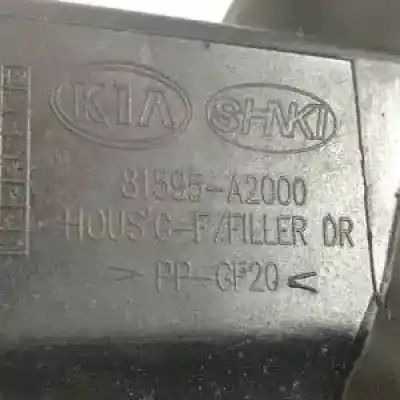 KIA SHNKI
81595-A2000
HOUS'G-F/FILLER DR
> PP-GF20 <